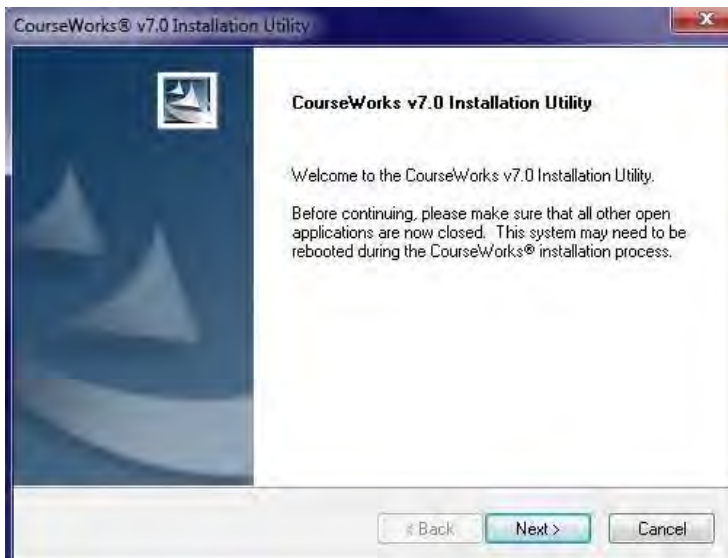 CourseWorks® v7.0 Installation Utility
CourseWorks v7.0 Installation Utility
Welcome to the CourseWorks v7.0 Installation Utility.
Before continuing, please make sure that all other open
applications are now closed. This system may need to be
rebooted during the CourseWorks® installation process.
< Back
Next >
Cancel